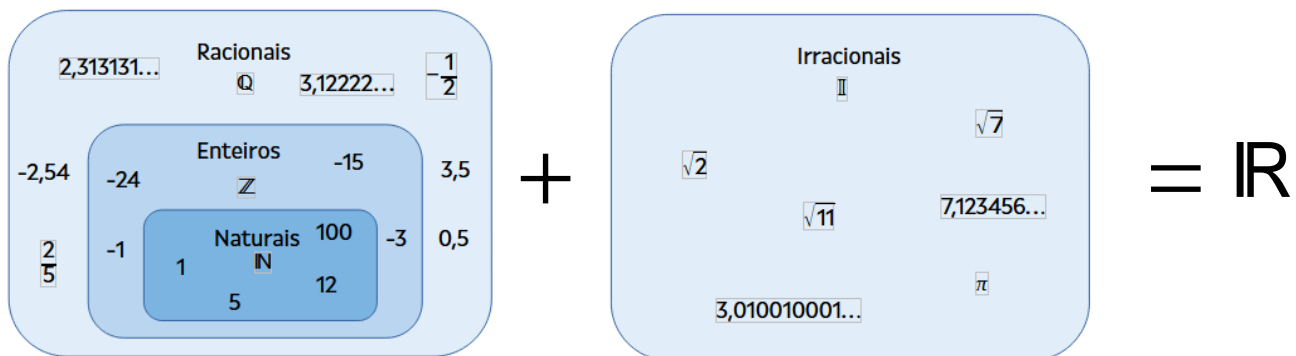 Racionais
ℚ
2,313131...
3,12222...
-1/2
-2,54
3,5
2/5
0,5
Enteiros
ℤ
-24
-15
-1
-3
Naturais
ℕ
100
1
12
5
+
Irracionais
𝕀
√7
√2
√11
7,123456...
π
3,010010001...
= ℝ